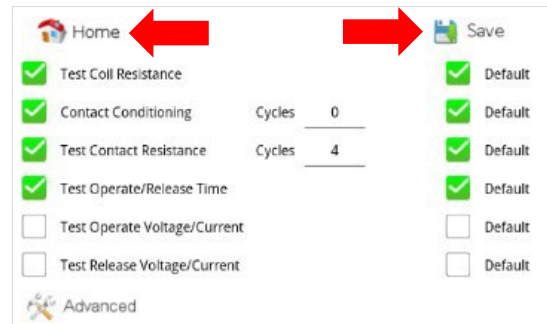 Home Save
Test Coil Resistance Default
Contact Conditioning Cycles 0 Default
Test Contact Resistance Cycles 4 Default
Test Operate/Release Time Default
Test Operate Voltage/Current Default
Test Release Voltage/Current Default
Advanced